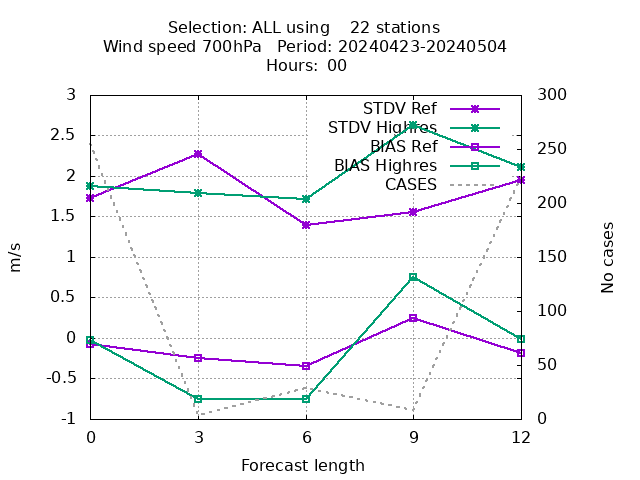 Selection: ALL using    22 stations
Wind speed 700hPa   Period: 20240423-20240504
Hours: 00
3
2.5
2
1.5
1
0.5
0
-0.5
-1
m/s
STDV Ref
STDV Highres
BIAS Ref
BIAS Highres
CASES
300
250
200
150
100
50
0
No cases
0 3 6 9 12
Forecast length